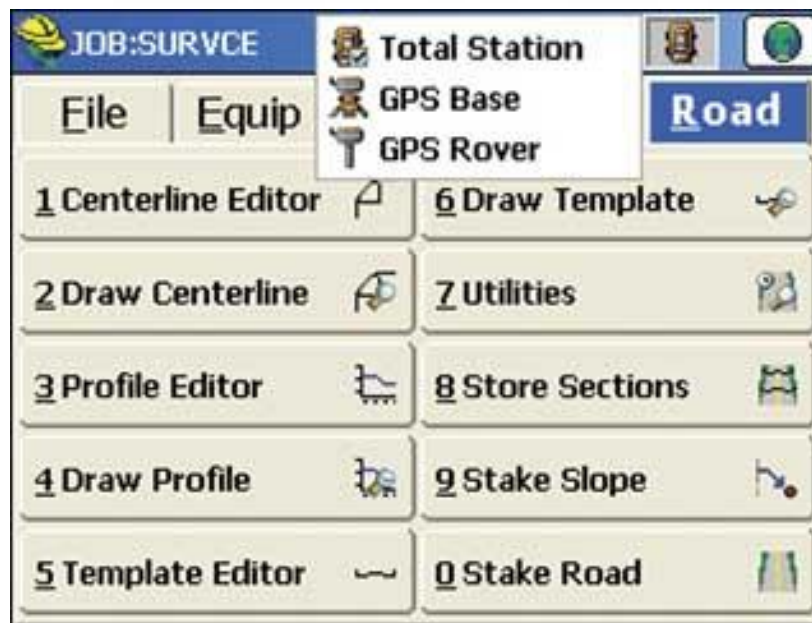 JOB:SURVCE
Total Station
GPS Base
GPS Rover
File
Equip
Road
1 Centerline Editor
6 Draw Template
2 Draw Centerline
7 Utilities
3 Profile Editor
8 Store Sections
4 Draw Profile
9 Stake Slope
5 Template Editor
0 Stake Road